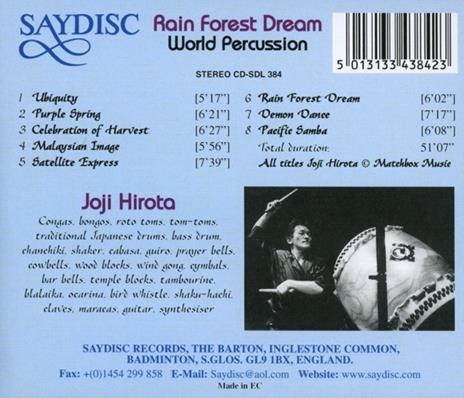 SAYDISC
Rain Forest Dream
World Percussion
STEREO CD-SDL 384
5 013133 438423
1 Ubiquity [5'17"]
2 Purple Spring [6'21"]
3 Celebration of Harvest [6'27"]
4 Malaysian Image [5'56"]
5 Satellite Express [7'39"]
6 Rain Forest Dream [6'02"]
7 Demon Dance [7'17"]
8 Pacific Samba [6'08"]
Total duration: 51'07"
All titles Joji Hirota © Matchbox Music
Joji Hirota
Congas, bongos, roto toms, tom-toms,
traditional Japanese drums, bass drum,
chanchiki, shaker, cabasa, guiro, prayer bells,
cowbells, wood blocks, wind gong, cymbals,
bar bells, temple blocks, tambourine,
blalaika, ocarina, bird whistle, shaku-hachi,
claves, maracas, guitar, synthesiser
SAYDISC RECORDS, THE BARTON, INGLESTONE COMMON,
BADMINTON, S.GLOS. GL9 1BX, ENGLAND.
Fax: +(0)1454 299 858 E-Mail: Saydisc@aol.com Website: www.saydisc.com
Made in EC